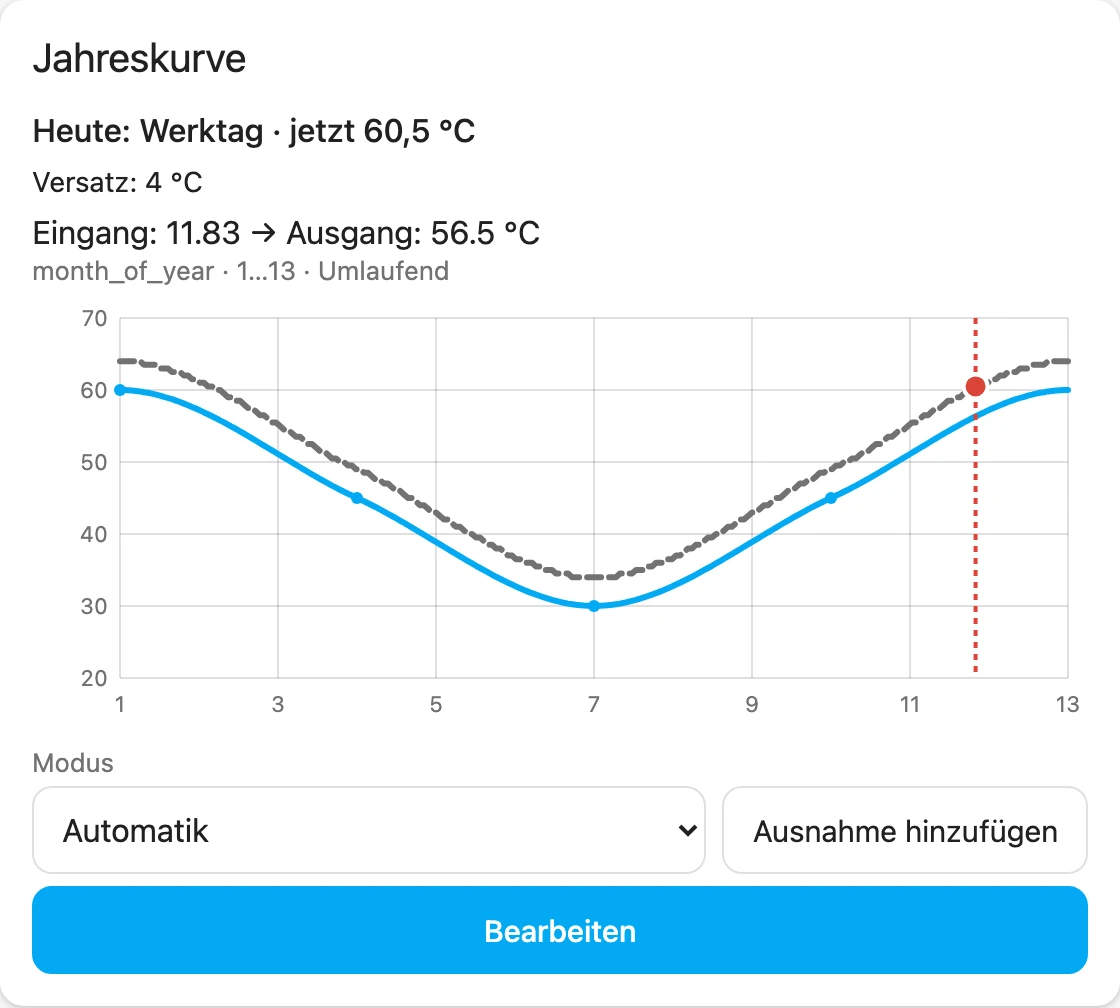 Jahreskurve
Heute: Werktag · jetzt 60,5 °C
Versatz: 4 °C
Eingang: 11.83 → Ausgang: 56.5 °C
month_of_year · 1…13 · Umlaufend
70
60
50
40
30
20
1 3 5 7 9 11 13
Modus
Automatik
Ausnahme hinzufügen
Bearbeiten